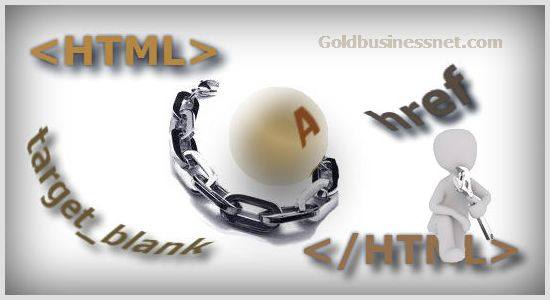 Goldbusinessnet.com
<HTML>
href
A
target_blank
</HTML>